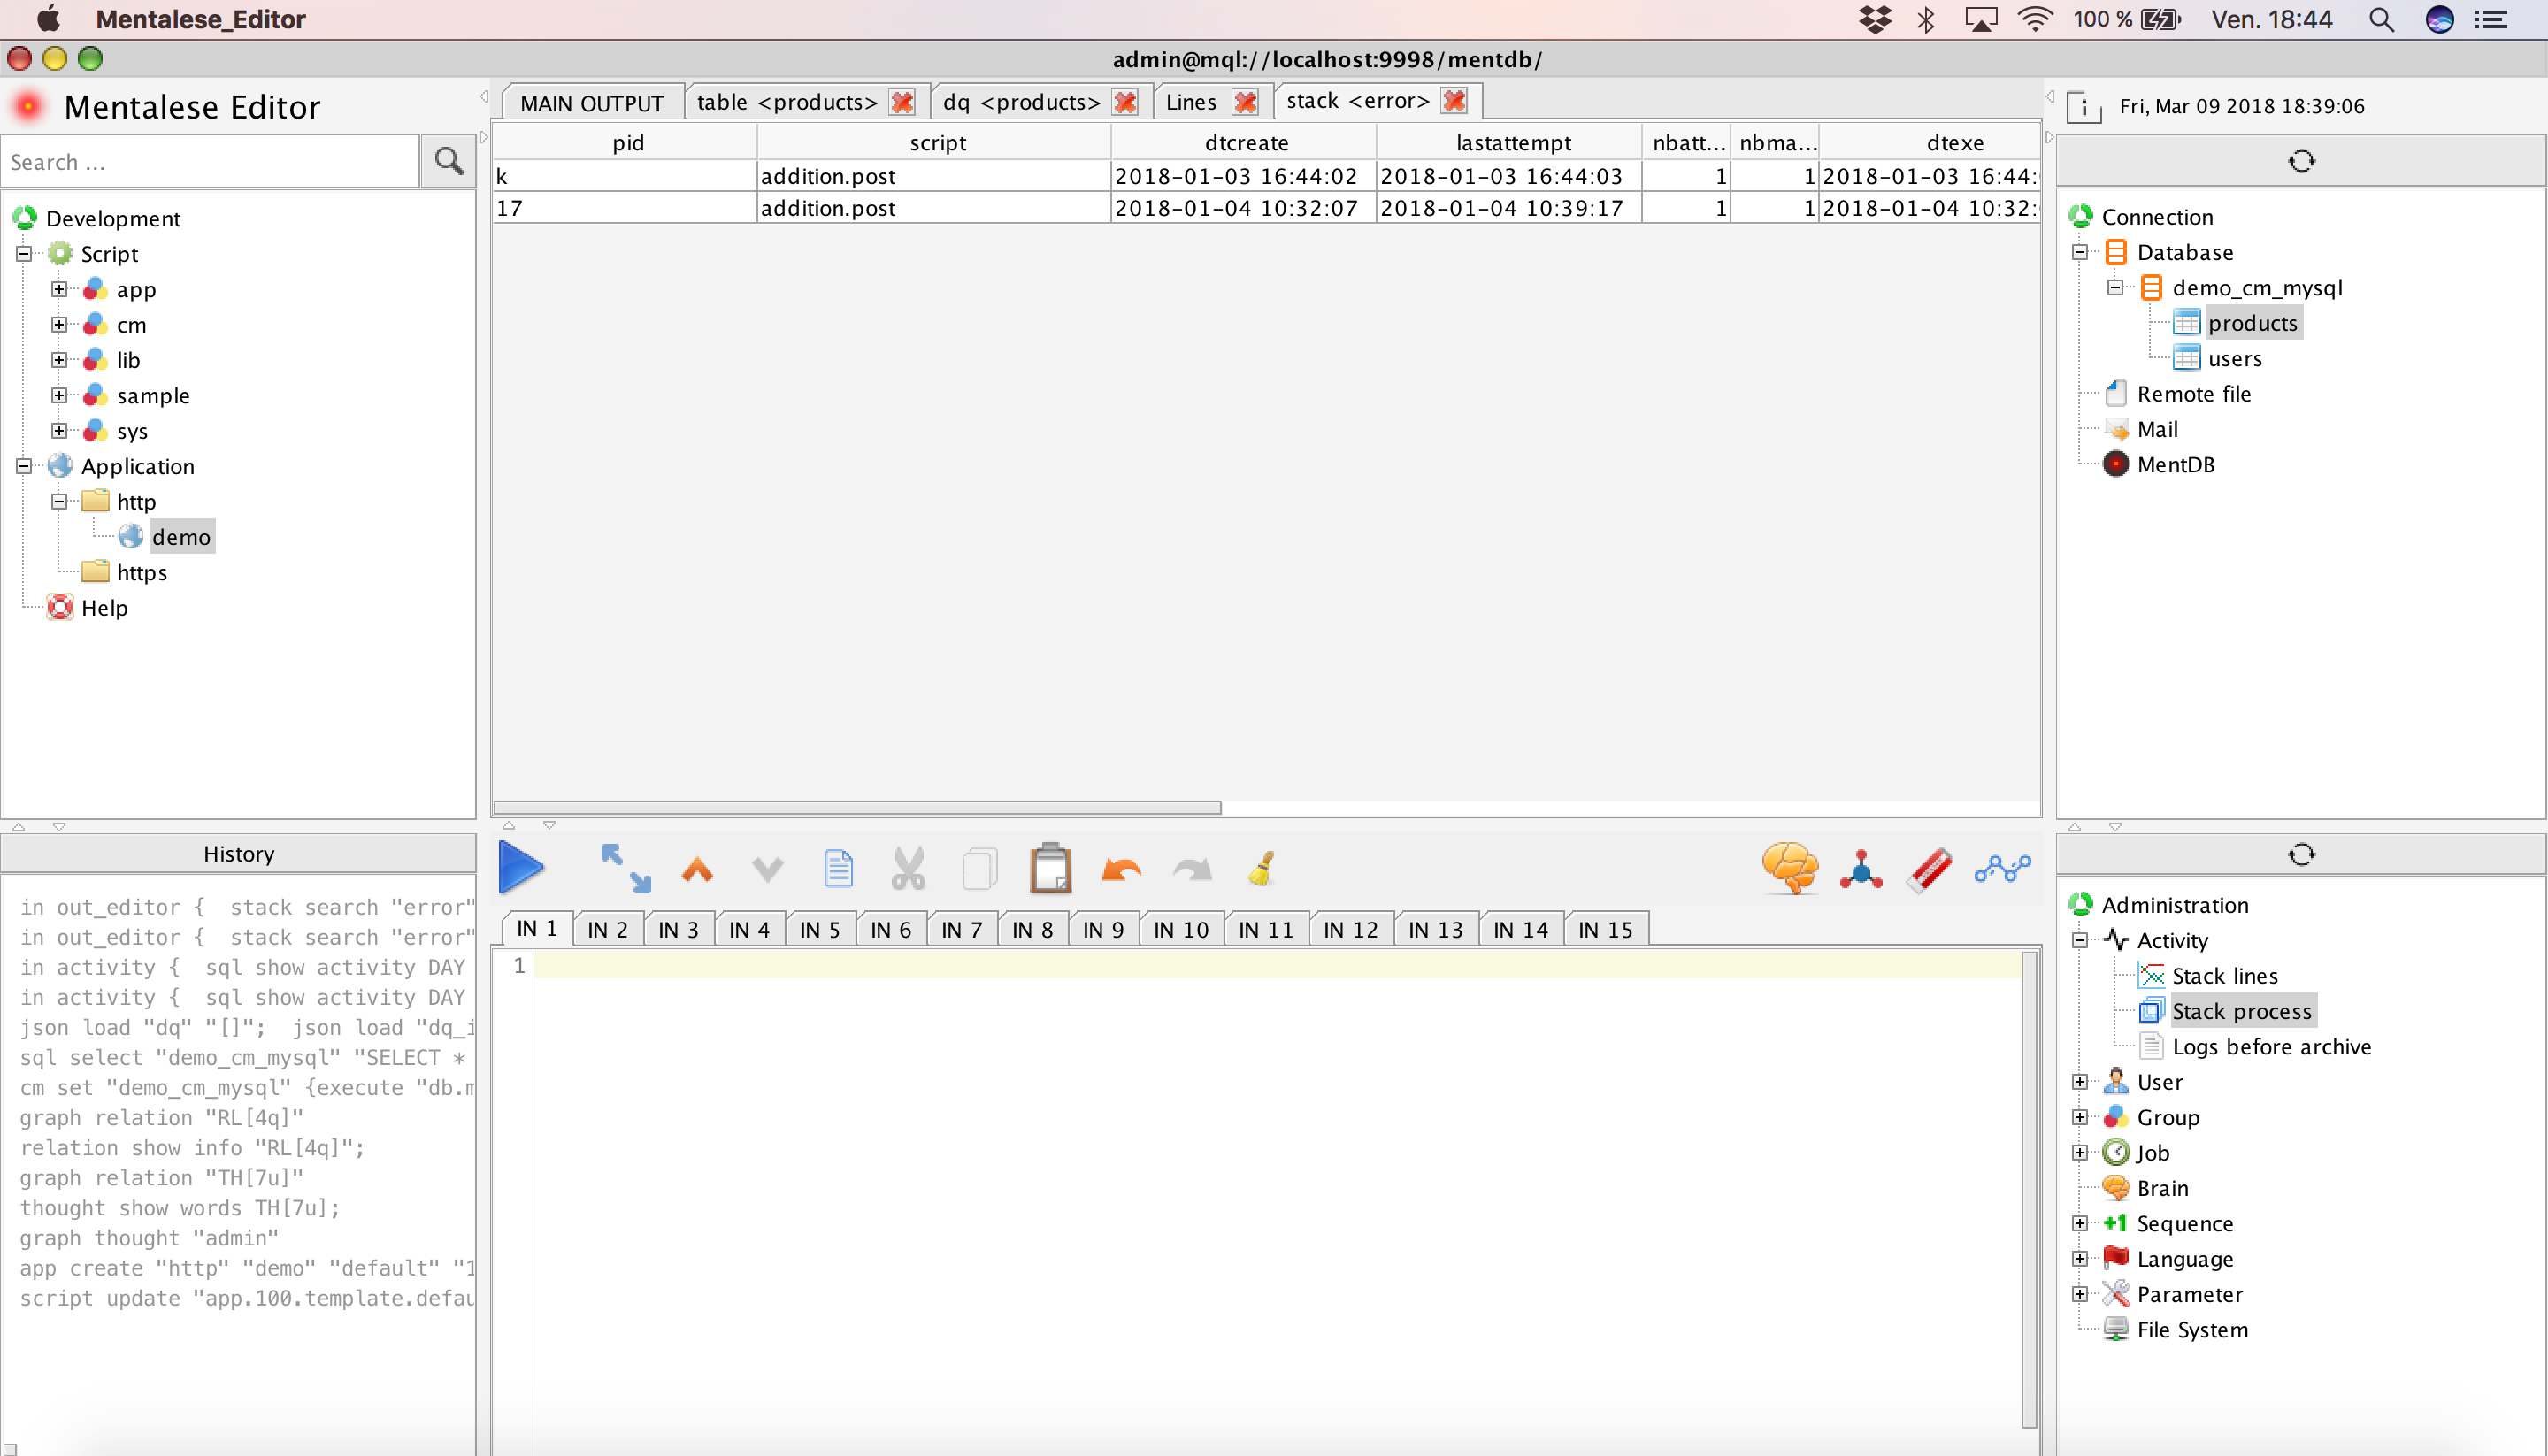 Mentalese_Editor
100 %
Ven. 18:44
admin@mql://localhost:9998/mentdb/
Mentalese Editor
Search ...
Development
Script
app
cm
lib
sample
sys
Application
http
demo
https
Help
MAIN OUTPUT table <products> dq <products> Lines stack <error>
pid script dtcreate lastattempt nbatt... nbma... dtexe
k addition.post 2018-01-03 16:44:02 2018-01-03 16:44:03 1 1 2018-01-03 16:44:
17 addition.post 2018-01-04 10:32:07 2018-01-04 10:39:17 1 1 2018-01-04 10:32:
i Fri, Mar 09 2018 18:39:06
Connection
Database
demo_cm_mysql
products
users
Remote file
Mail
MentDB
History
in out_editor {  stack search "error"
in out_editor {  stack search "error"
in activity {  sql show activity DAY
in activity {  sql show activity DAY
json load "dq" "[]";  json load "dq_i
sql select "demo_cm_mysql" "SELECT *
cm set "demo_cm_mysql" {execute "db.m
graph relation "RL[4q]"
relation show info "RL[4q]";
graph relation "TH[7u]"
thought show words TH[7u];
graph thought "admin"
app create "http" "demo" "default" "1
script update "app.100.template.defau
IN 1 IN 2 IN 3 IN 4 IN 5 IN 6 IN 7 IN 8 IN 9 IN 10 IN 11 IN 12 IN 13 IN 14 IN 15
1
Administration
Activity
Stack lines
Stack process
Logs before archive
User
Group
Job
Brain
+1 Sequence
Language
Parameter
File System